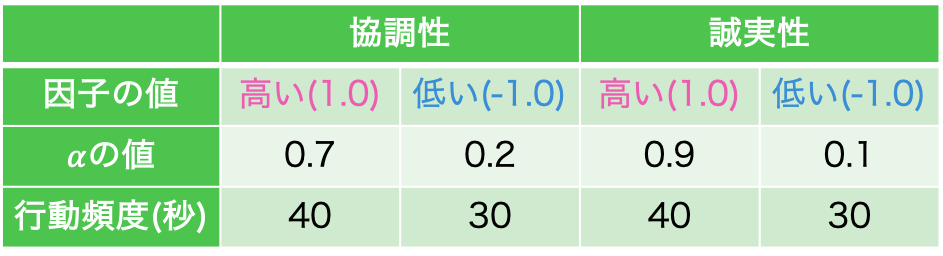 協調性 誠実性
因子の値 高い(1.0) 低い(-1.0) 高い(1.0) 低い(-1.0)
αの値 0.7 0.2 0.9 0.1
行動頻度(秒) 40 30 40 30